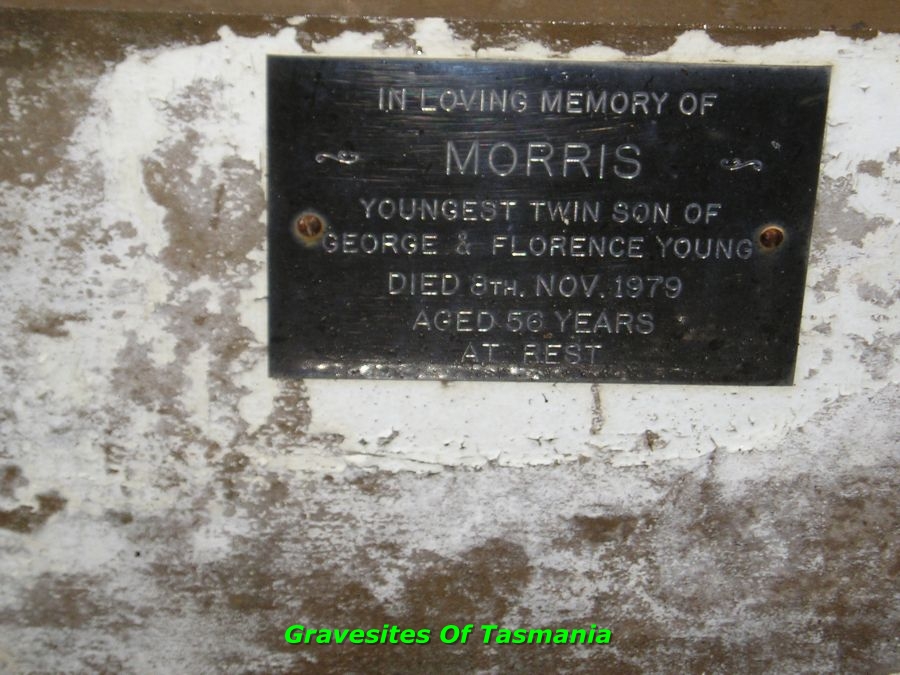 IN LOVING MEMORY OF
MORRIS
YOUNGEST TWIN SON OF
GEORGE & FLORENCE YOUNG
DIED 8TH. NOV. 1979
AGED 56 YEARS
AT REST
Gravesites Of Tasmania